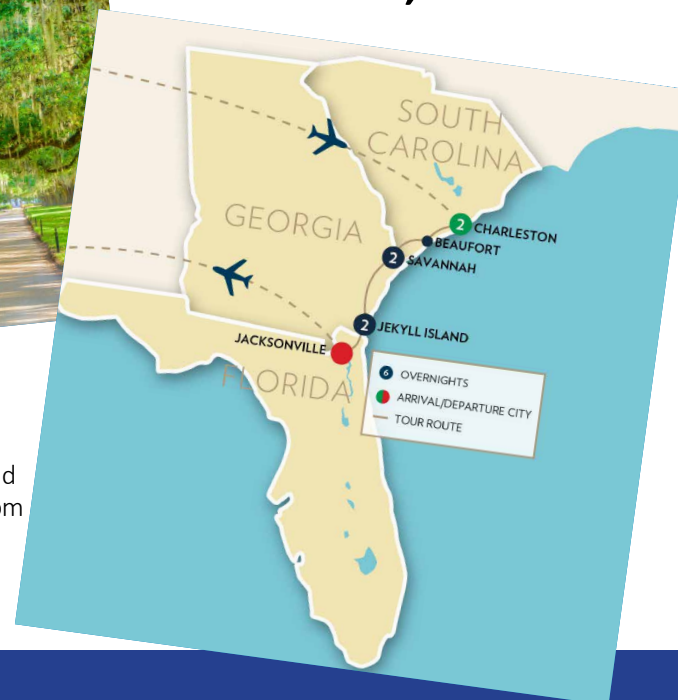 SOUTH
CAROLINA
GEORGIA
2 CHARLESTON
BEAUFORT
2 SAVANNAH
2 JEKYLL ISLAND
JACKSONVILLE
FLORIDA
6 OVERNIGHTS
ARRIVAL/DEPARTURE CITY
TOUR ROUTE